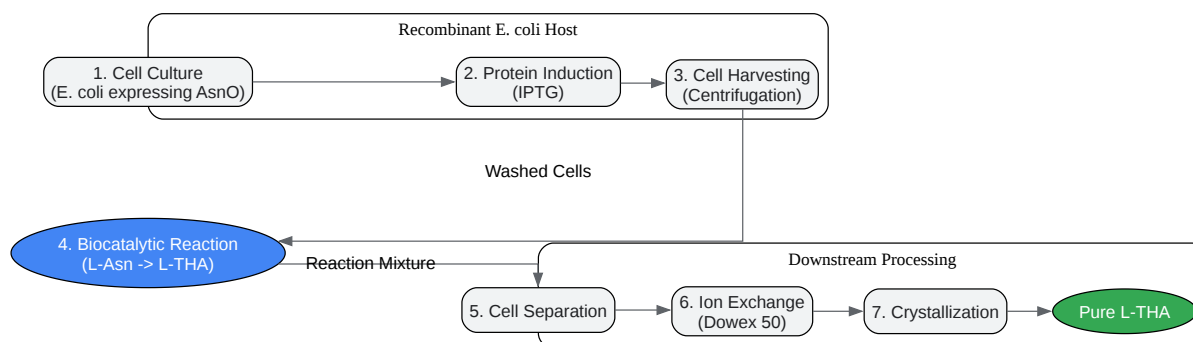 Recombinant E. coli Host
1. Cell Culture
(E. coli expressing AsnO)
2. Protein Induction
(IPTG)
3. Cell Harvesting
(Centrifugation)
Washed Cells
4. Biocatalytic Reaction
(L-Asn -> L-THA)
Reaction Mixture
Downstream Processing
5. Cell Separation
6. Ion Exchange
(Dowex 50)
7. Crystallization
Pure L-THA